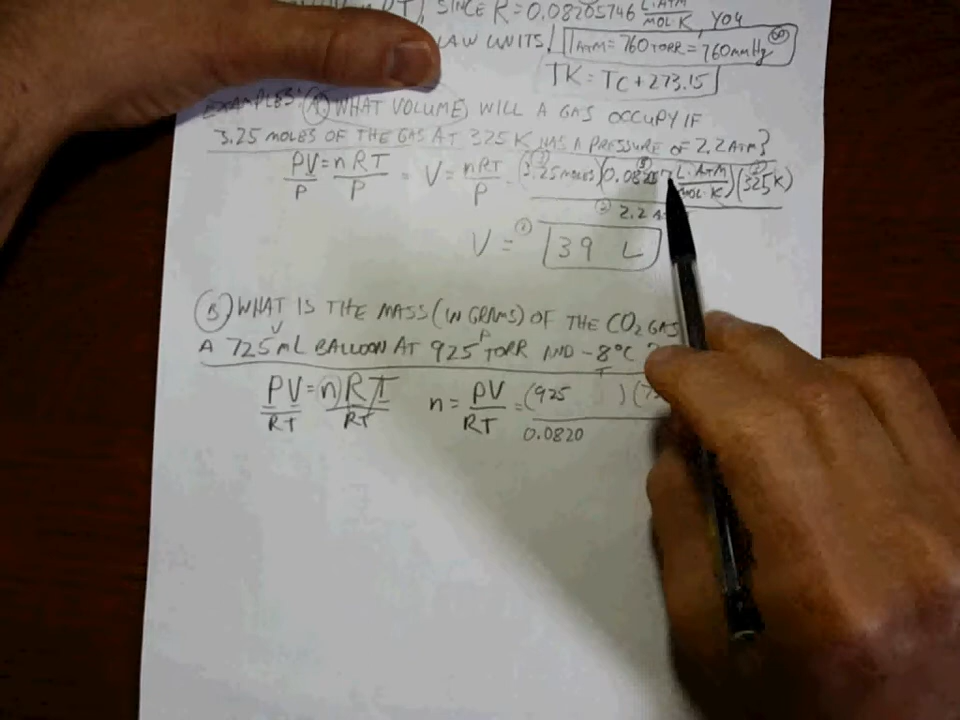 SINCE R = 0.08205746 L·ATM / MOL·K, YOU
LAW UNITS! 1 ATM = 760 TORR = 760 mmHg ∞
TK = TC + 273.15
EXAMPLES: (A) WHAT VOLUME WILL A GAS OCCUPY IF
3.25 MOLES OF THE GAS AT 325 K HAS A PRESSURE OF 2.2 ATM?
PV/P = nRT/P = V = nRT/P = (3.25 MOLES)(0.08 L·ATM/MOL·K)(325K)
2.2
V = 39 L
(B) WHAT IS THE MASS (IN GRAMS) OF THE CO2 GAS
A 725 mL BALLOON AT 925 TORR AND -8°C ?
PV/RT = nRT/RT n = PV/RT = (925 )(7
0.0820